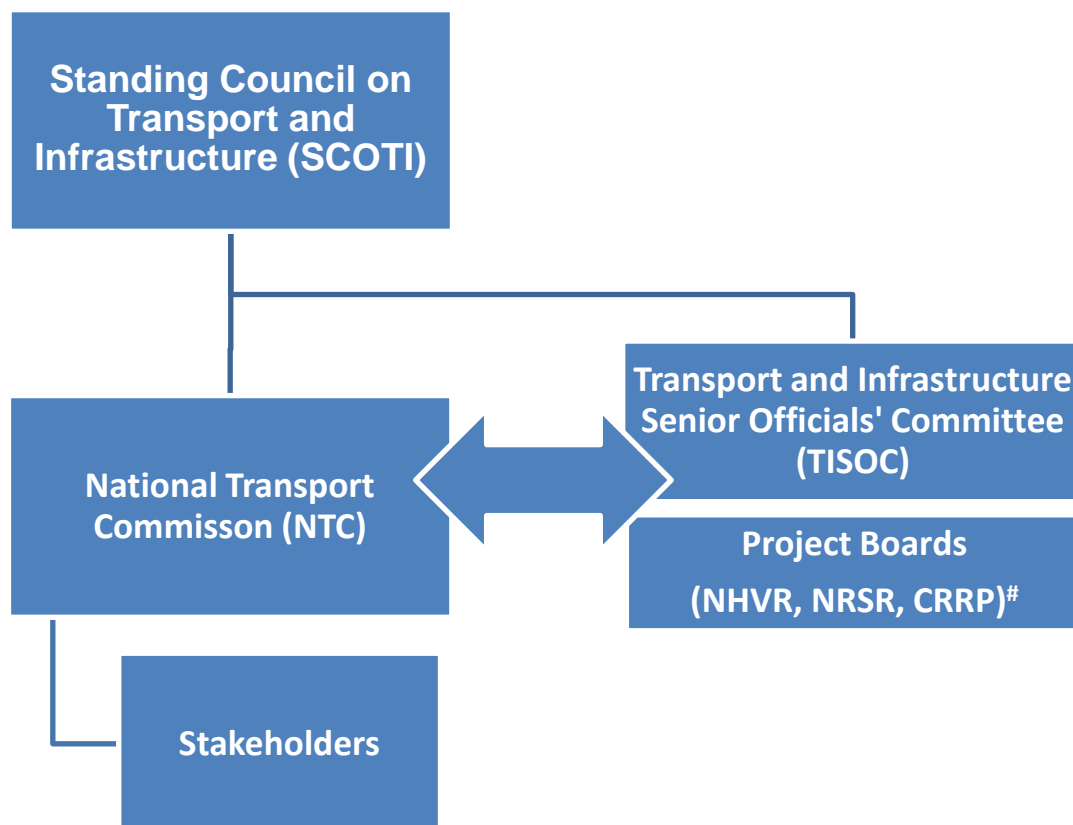 Standing Council on
Transport and
Infrastructure (SCOTI)
Transport and Infrastructure
Senior Officials' Committee
(TISOC)
National Transport
Commisson (NTC)
Project Boards
(NHVR, NRSR, CRRP)#
Stakeholders